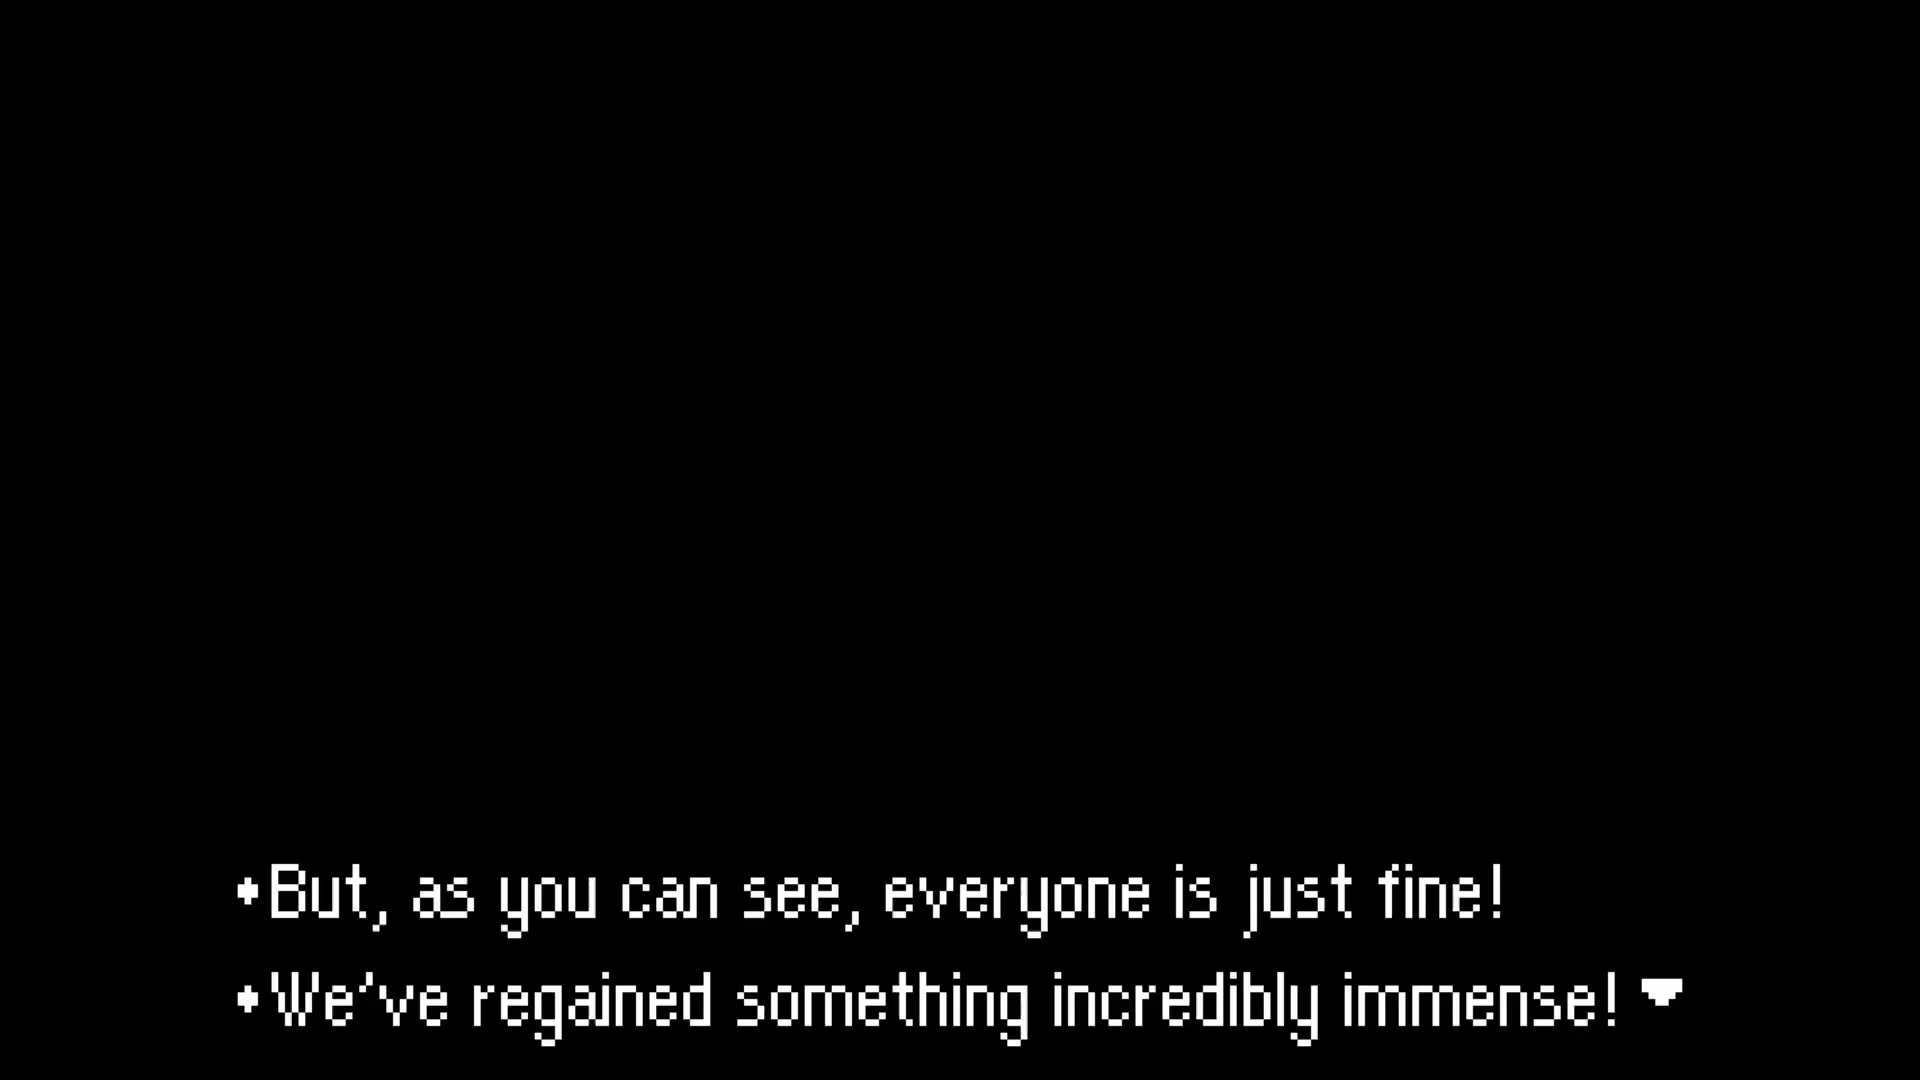 •But, as you can see, everyone is just fine!
•We've regained something incredibly immense!